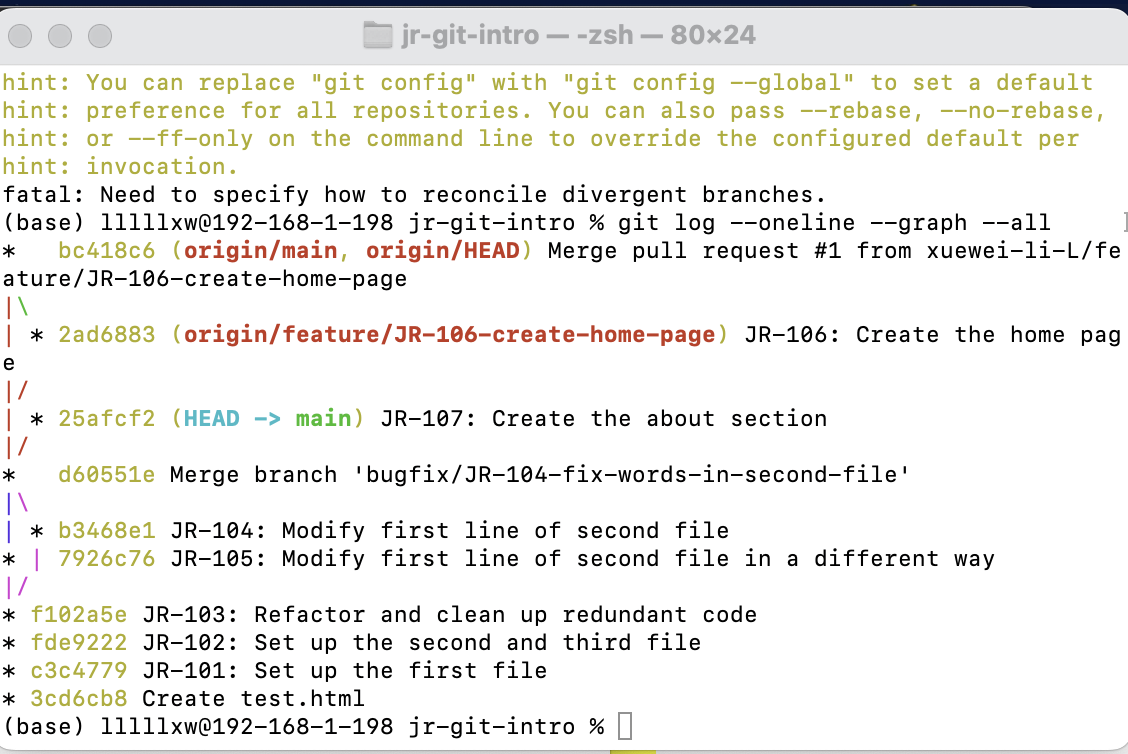 jr-git-intro — -zsh — 80×24
hint: You can replace "git config" with "git config --global" to set a default
hint: preference for all repositories. You can also pass --rebase, --no-rebase,
hint: or --ff-only on the command line to override the configured default per
hint: invocation.
fatal: Need to specify how to reconcile divergent branches.
(base) lllllxw@192-168-1-198 jr-git-intro % git log --oneline --graph --all
*   bc418c6 (origin/main, origin/HEAD) Merge pull request #1 from xuewei-li-L/fe
ature/JR-106-create-home-page
|\
| * 2ad6883 (origin/feature/JR-106-create-home-page) JR-106: Create the home pag
e
|/
| * 25afcf2 (HEAD -> main) JR-107: Create the about section
|/
*   d60551e Merge branch 'bugfix/JR-104-fix-words-in-second-file'
|\
| * b3468e1 JR-104: Modify first line of second file
* | 7926c76 JR-105: Modify first line of second file in a different way
|/
* f102a5e JR-103: Refactor and clean up redundant code
* fde9222 JR-102: Set up the second and third file
* c3c4779 JR-101: Set up the first file
* 3cd6cb8 Create test.html
(base) lllllxw@192-168-1-198 jr-git-intro %